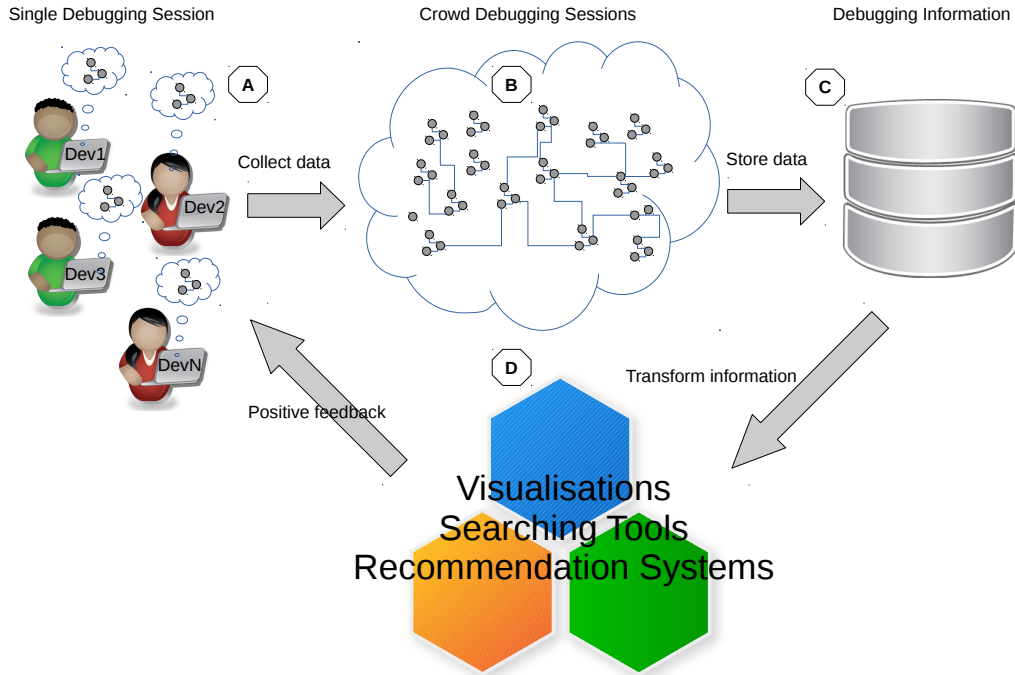 Single Debugging Session
Crowd Debugging Sessions
Debugging Information
A
B
C
Dev1
Collect data
Store data
Dev2
Dev3
DevN
D
Transform information
Positive feedback
Visualisations
Searching Tools
Recommendation Systems